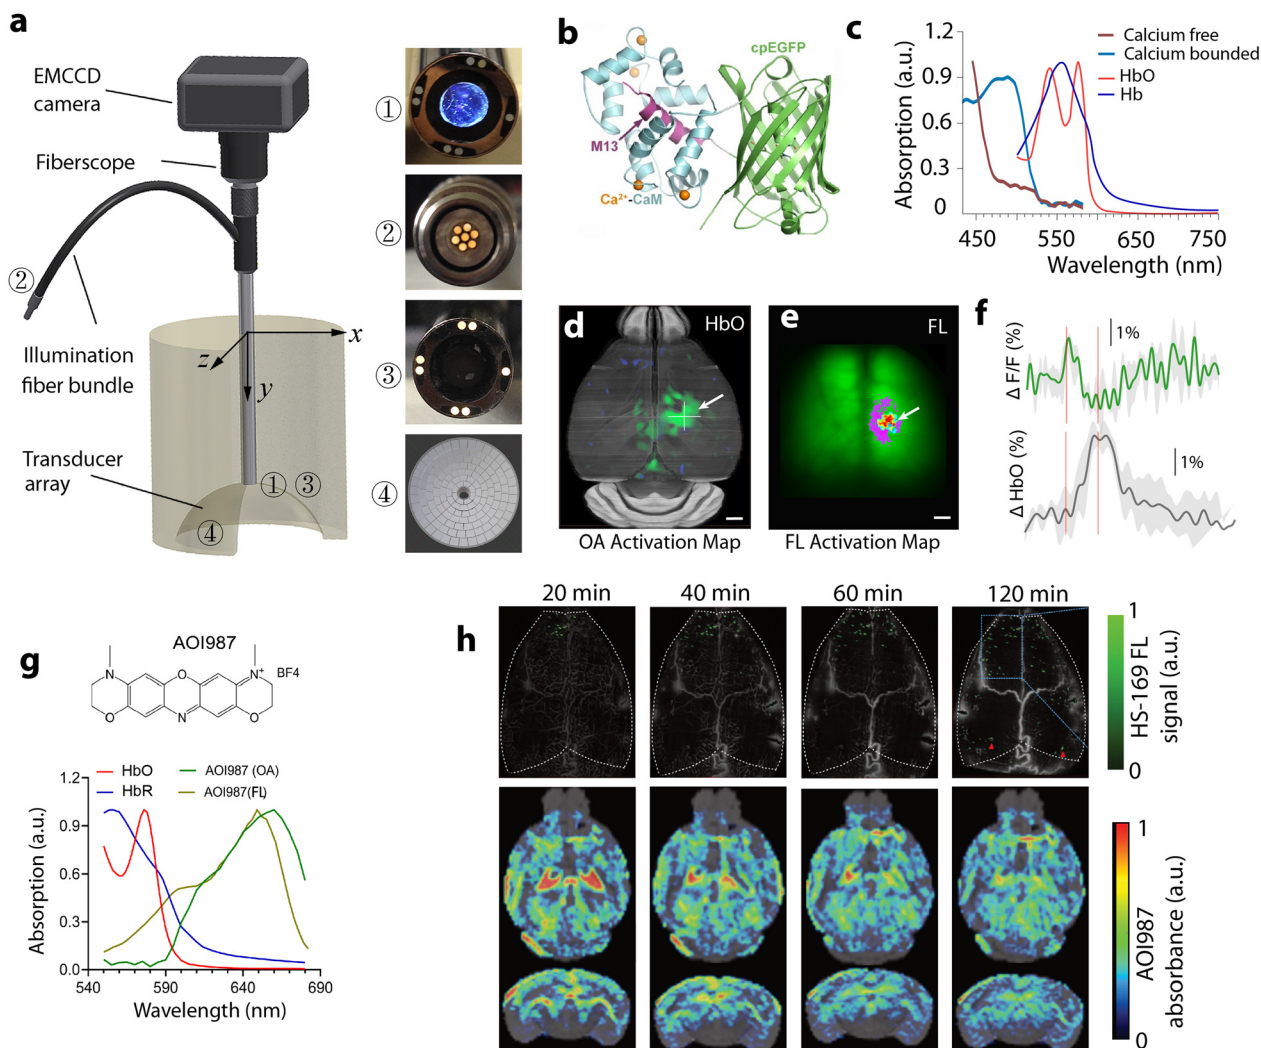 a
EMCCD
camera
Fiberscope
②
Illumination
fiber bundle
x
z
y
Transducer
array
① ③
④
①
②
③
④
b
cpEGFP
M13
Ca²⁺-CaM
c
Calcium free
Calcium bounded
HbO
Hb
Absorption (a.u.)
1.2
0.9
0.6
0.3
0
450 550 650 750
Wavelength (nm)
d
HbO
OA Activation Map
e
FL
FL Activation Map
f
Δ F/F (%)
1%
Δ HbO (%)
1%
g
AOI987
N
O
N⁺
BF4
O
N
O
HbO
HbR
AOI987 (OA)
AOI987(FL)
Absorption (a.u.)
1.2
0.9
0.6
0.3
0.0
540 590 640 690
Wavelength (nm)
h
20 min 40 min 60 min 120 min
1
HS-169 FL
signal (a.u.)
0
1
AOI987
absorbance (a.u.)
0